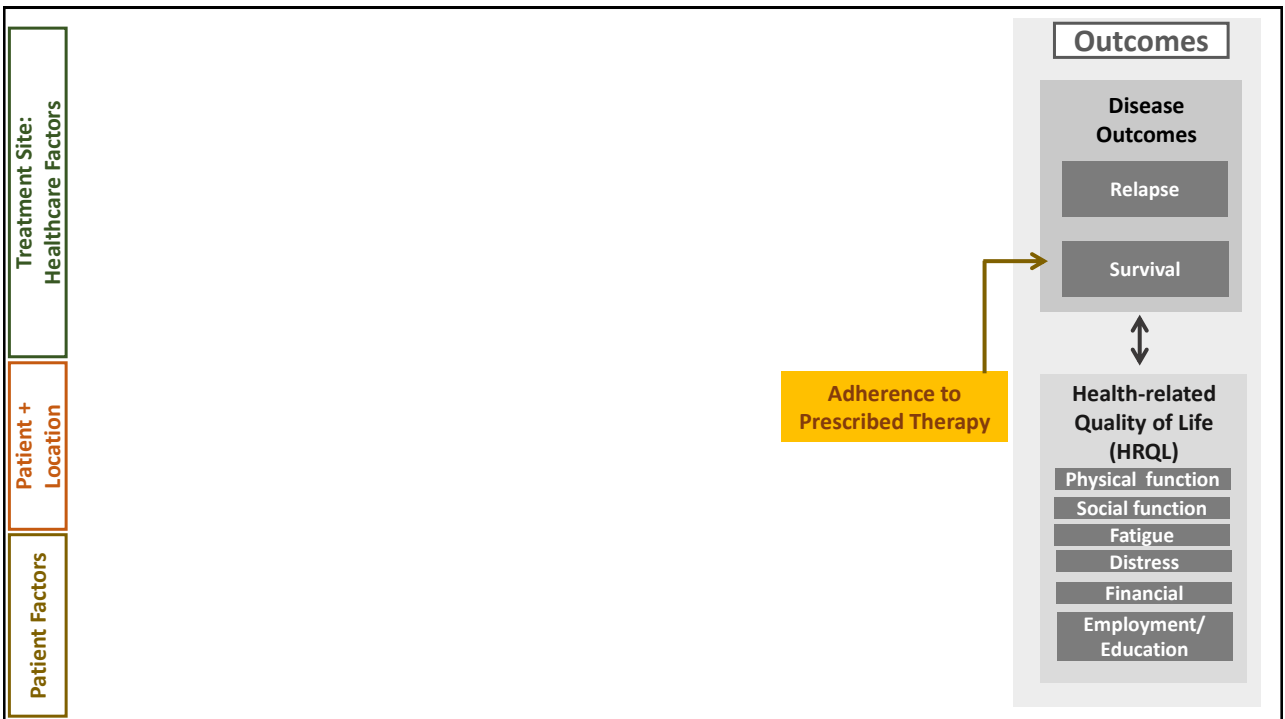 Treatment Site:
Healthcare Factors
Patient +
Location
Patient Factors
Adherence to
Prescribed Therapy
Outcomes
Disease
Outcomes
Relapse
Survival
Health-related
Quality of Life
(HRQL)
Physical function
Social function
Fatigue
Distress
Financial
Employment/
Education